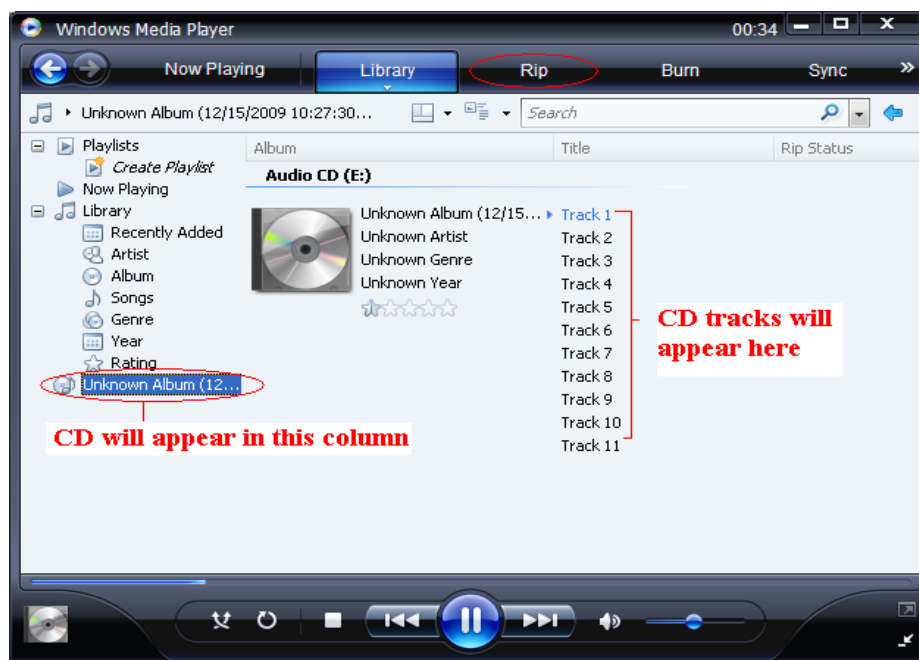 Windows Media Player 00:34
Now Playing Library Rip Burn Sync »
Unknown Album (12/15/2009 10:27:30... Search
Playlists
Create Playlist
Now Playing
Library
Recently Added
Artist
Album
Songs
Genre
Year
Rating
Unknown Album (12...
CD will appear in this column
Album Title Rip Status
Audio CD (E:)
Unknown Album (12/15...
Unknown Artist
Unknown Genre
Unknown Year
Track 1
Track 2
Track 3
Track 4
Track 5
Track 6
Track 7
Track 8
Track 9
Track 10
Track 11
CD tracks will
appear here